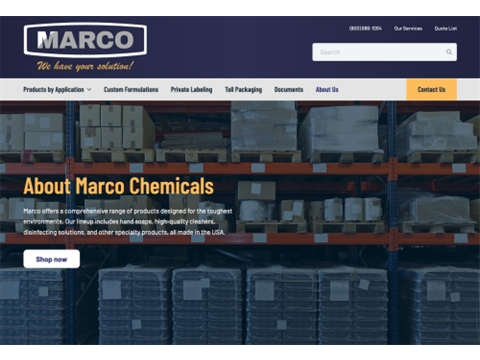 MARCO
We have your solution!
(800) 886-1064 Our Services Quote List
Search
Products by Application Custom Formulations Private Labeling Toll Packaging Documents About Us Contact Us
About Marco Chemicals
Marco offers a comprehensive range of products designed for the toughest
environments. Our lineup includes hand soaps, high-quality cleaners,
disinfecting solutions, and other specialty products, all made in the USA.
Shop now